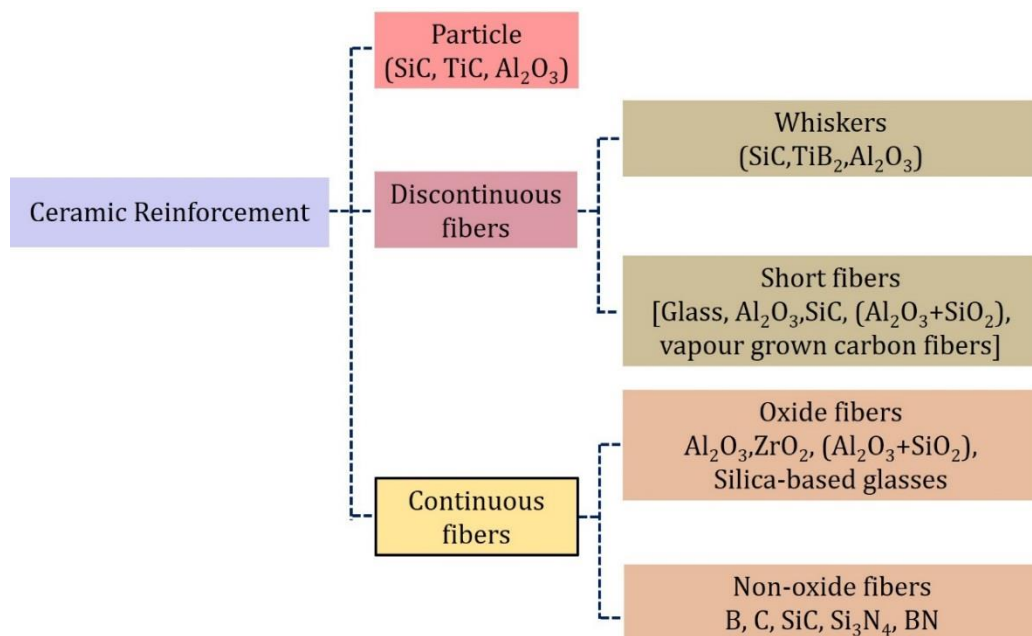 Particle
(SiC, TiC, Al₂O₃)
Whiskers
(SiC,TiB₂,Al₂O₃)
Ceramic Reinforcement
Discontinuous
fibers
Short fibers
[Glass, Al₂O₃,SiC, (Al₂O₃+SiO₂),
vapour grown carbon fibers]
Oxide fibers
Al₂O₃,ZrO₂, (Al₂O₃+SiO₂),
Silica-based glasses
Continuous
fibers
Non-oxide fibers
B, C, SiC, Si₃N₄, BN